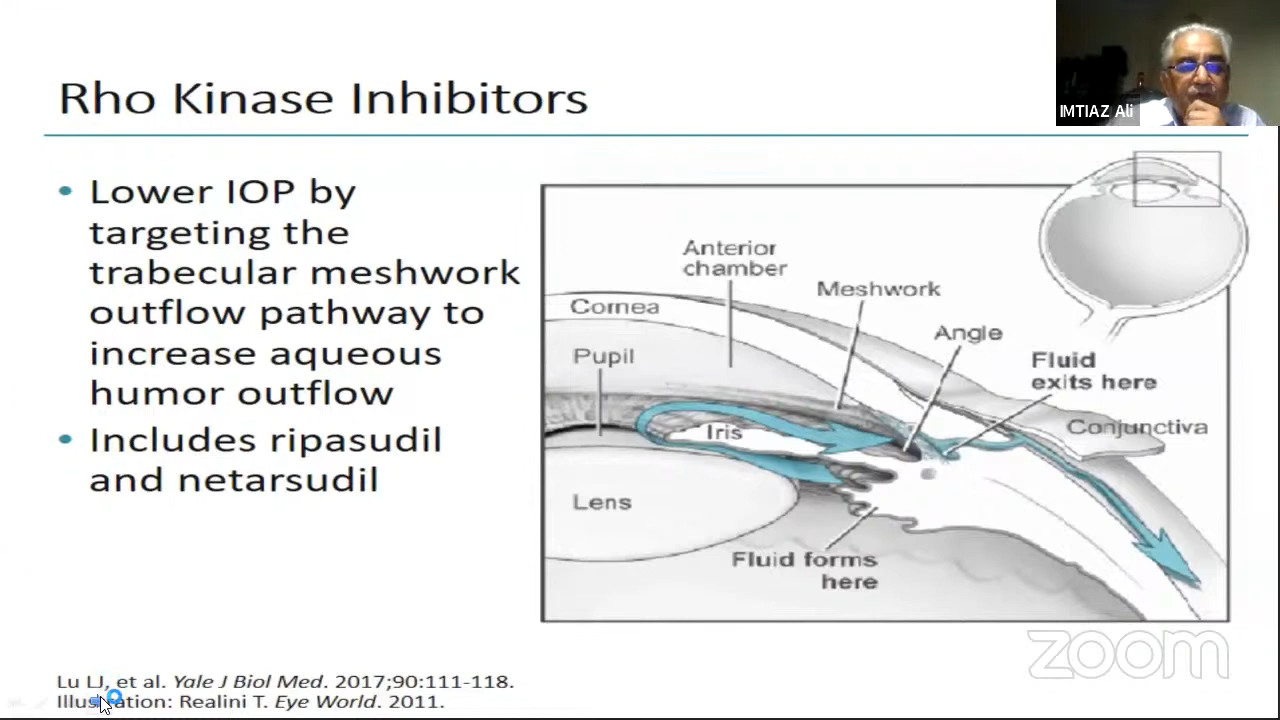 Rho Kinase Inhibitors
IMTIAZ Ali
• Lower IOP by
targeting the
trabecular meshwork
outflow pathway to
increase aqueous
humor outflow
• Includes ripasudil
and netarsudil
Anterior
chamber
Meshwork
Cornea
Angle
Pupil
Fluid
exits here
Iris
Conjunctiva
Lens
Fluid forms
here
zoom
Lu LJ, et al. Yale J Biol Med. 2017;90:111-118.
Illustration: Realini T. Eye World. 2011.